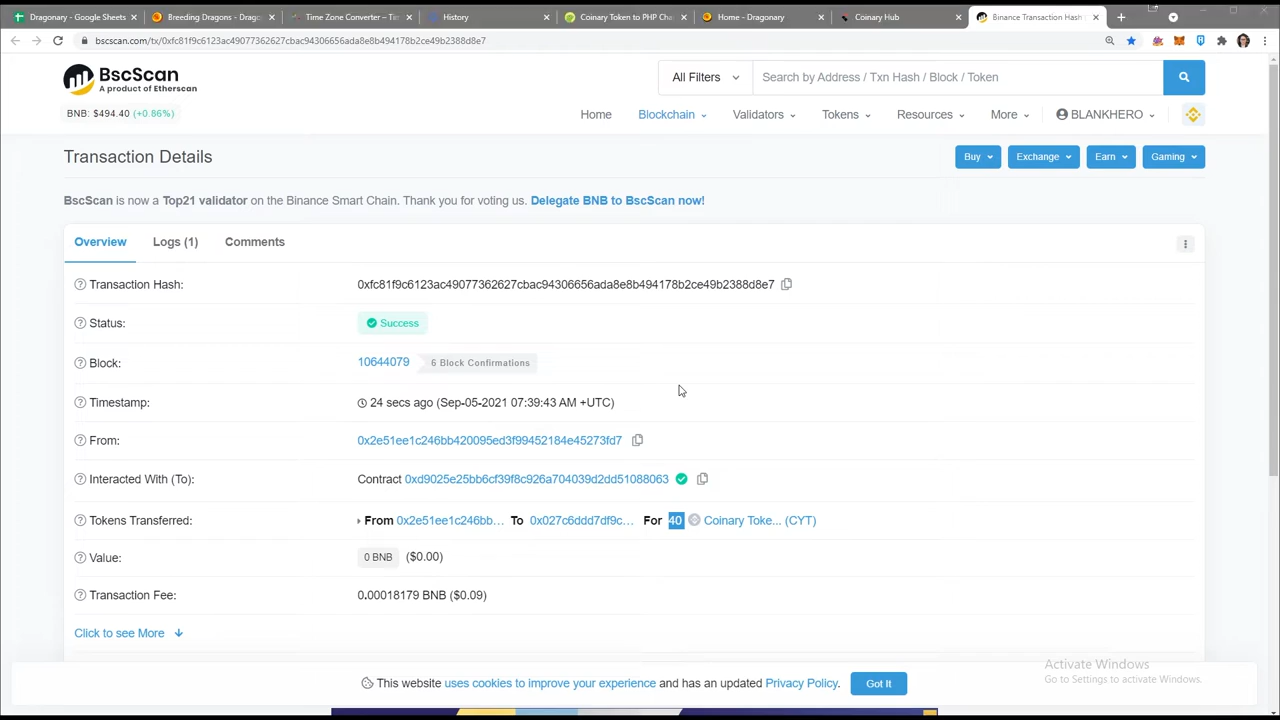 Dragonary - Google Sheets
Breeding Dragons - Drago
Time Zone Converter – Ti
History
Coinary Token to PHP Ch
Home - Dragonary
Coinary Hub
Binance Transaction Hash
bscscan.com/tx/0xfc81f9c6123ac49077362627cbac94306656ada8e8b494178b2ce49b2388d8e7
BscScan
A product of Etherscan
All Filters
Search by Address / Txn Hash / Block / Token
BNB: $494.40 (+0.86%)
Home Blockchain Validators Tokens Resources More BLANKHERO
Transaction Details
Buy Exchange Earn Gaming
BscScan is now a Top21 validator on the Binance Smart Chain. Thank you for voting us. Delegate BNB to BscScan now!
Overview Logs (1) Comments
Transaction Hash: 0xfc81f9c6123ac49077362627cbac94306656ada8e8b494178b2ce49b2388d8e7
Status: Success
Block: 10644079 6 Block Confirmations
Timestamp: 24 secs ago (Sep-05-2021 07:39:43 AM +UTC)
From: 0x2e51ee1c246bb420095ed3f99452184e45273fd7
Interacted With (To): Contract 0xd9025e25bb6cf39f8c926a704039d2dd51088063
Tokens Transferred: From 0x2e51ee1c246bb... To 0x027c6ddd7df9c... For 40 Coinary Toke... (CYT)
Value: 0 BNB ($0.00)
Transaction Fee: 0.00018179 BNB ($0.09)
Click to see More
This website uses cookies to improve your experience and has an updated Privacy Policy. Got It
Activate Windows
Go to Settings to activate Windows.